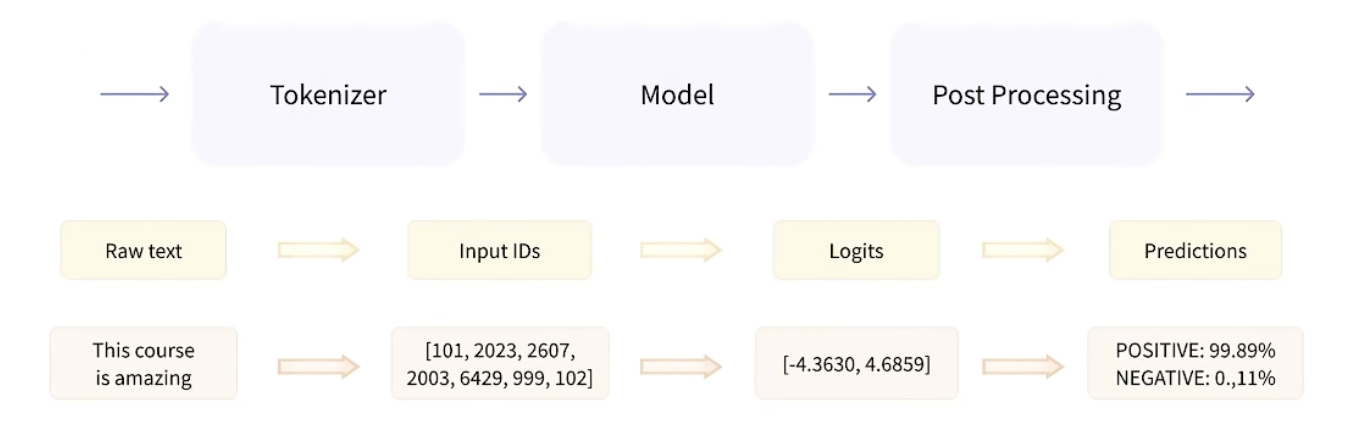 Tokenizer
Model
Post Processing
Raw text
Input IDs
Logits
Predictions
This course
is amazing
[101, 2023, 2607,
2003, 6429, 999, 102]
[-4.3630, 4.6859]
POSITIVE: 99.89%
NEGATIVE: 0.,11%